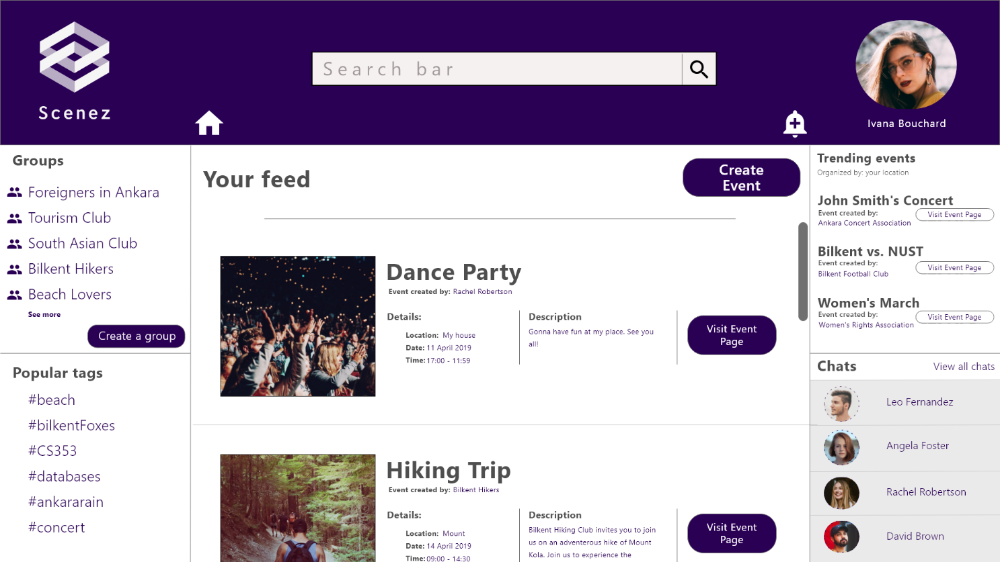 Scenez
Search bar
Ivana Bouchard
Groups
Foreigners in Ankara
Tourism Club
South Asian Club
Bilkent Hikers
Beach Lovers
See more
Create a group
Popular tags
#beach
#bilkentFoxes
#CS353
#databases
#ankararain
#concert
Your feed
Create
Event
Dance Party
Event created by: Rachel Robertson
Details:
Location: My house
Date: 11 April 2019
Time: 17:00 - 11:59
Description
Gonna have fun at my place. See you
all!
Visit Event
Page
Hiking Trip
Event created by: Bilkent Hikers
Details:
Location: Mount
Date: 14 April 2019
Time: 09:00 - 14:30
Description
Bilkent Hiking Club invites you to join
us on an adventerous hike of Mount
Kola. Join us to experience the
Visit Event
Page
Trending events
Organized by: your location
John Smith's Concert
Event created by:
Ankara Concert Association
Visit Event Page
Bilkent vs. NUST
Event created by:
Bilkent Football Club
Visit Event Page
Women's March
Event created by:
Women's Rights Association
Visit Event Page
Chats
View all chats
Leo Fernandez
Angela Foster
Rachel Robertson
David Brown